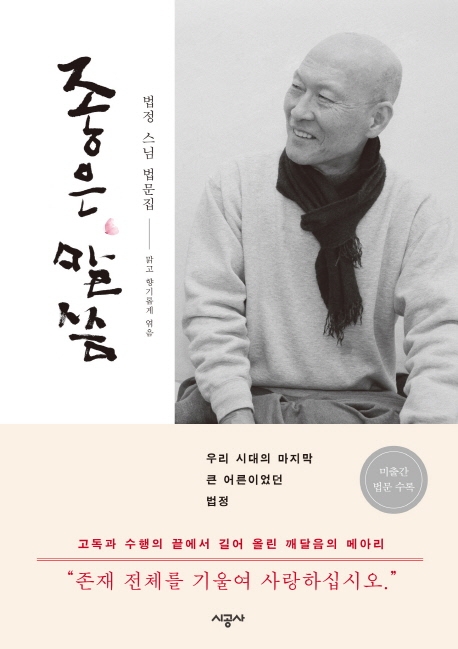 좋은
말씀
법정 스님 법문집
맑고 향기롭게 엮음
우리 시대의 마지막
큰 어른이었던
법정
미출간
법문 수록
고독과 수행의 끝에서 길어 올린 깨달음의 메아리
“존재 전체를 기울여 사랑하십시오.”
시공사